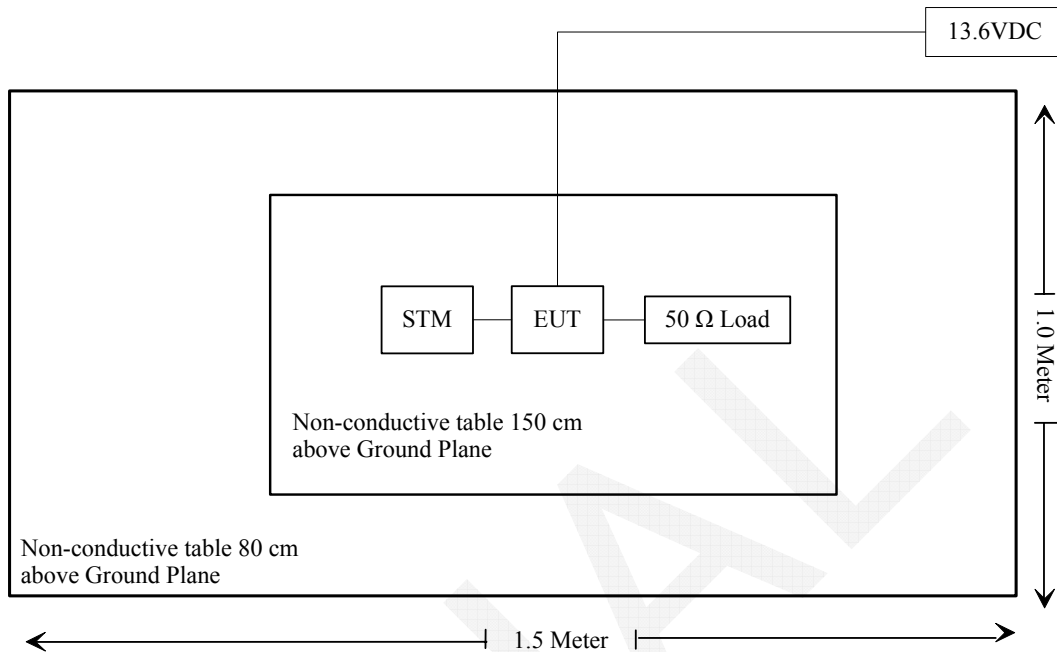 13.6VDC
STM
EUT
50 Ω Load
1.0 Meter
Non-conductive table 150 cm
above Ground Plane
Non-conductive table 80 cm
above Ground Plane
1.5 Meter